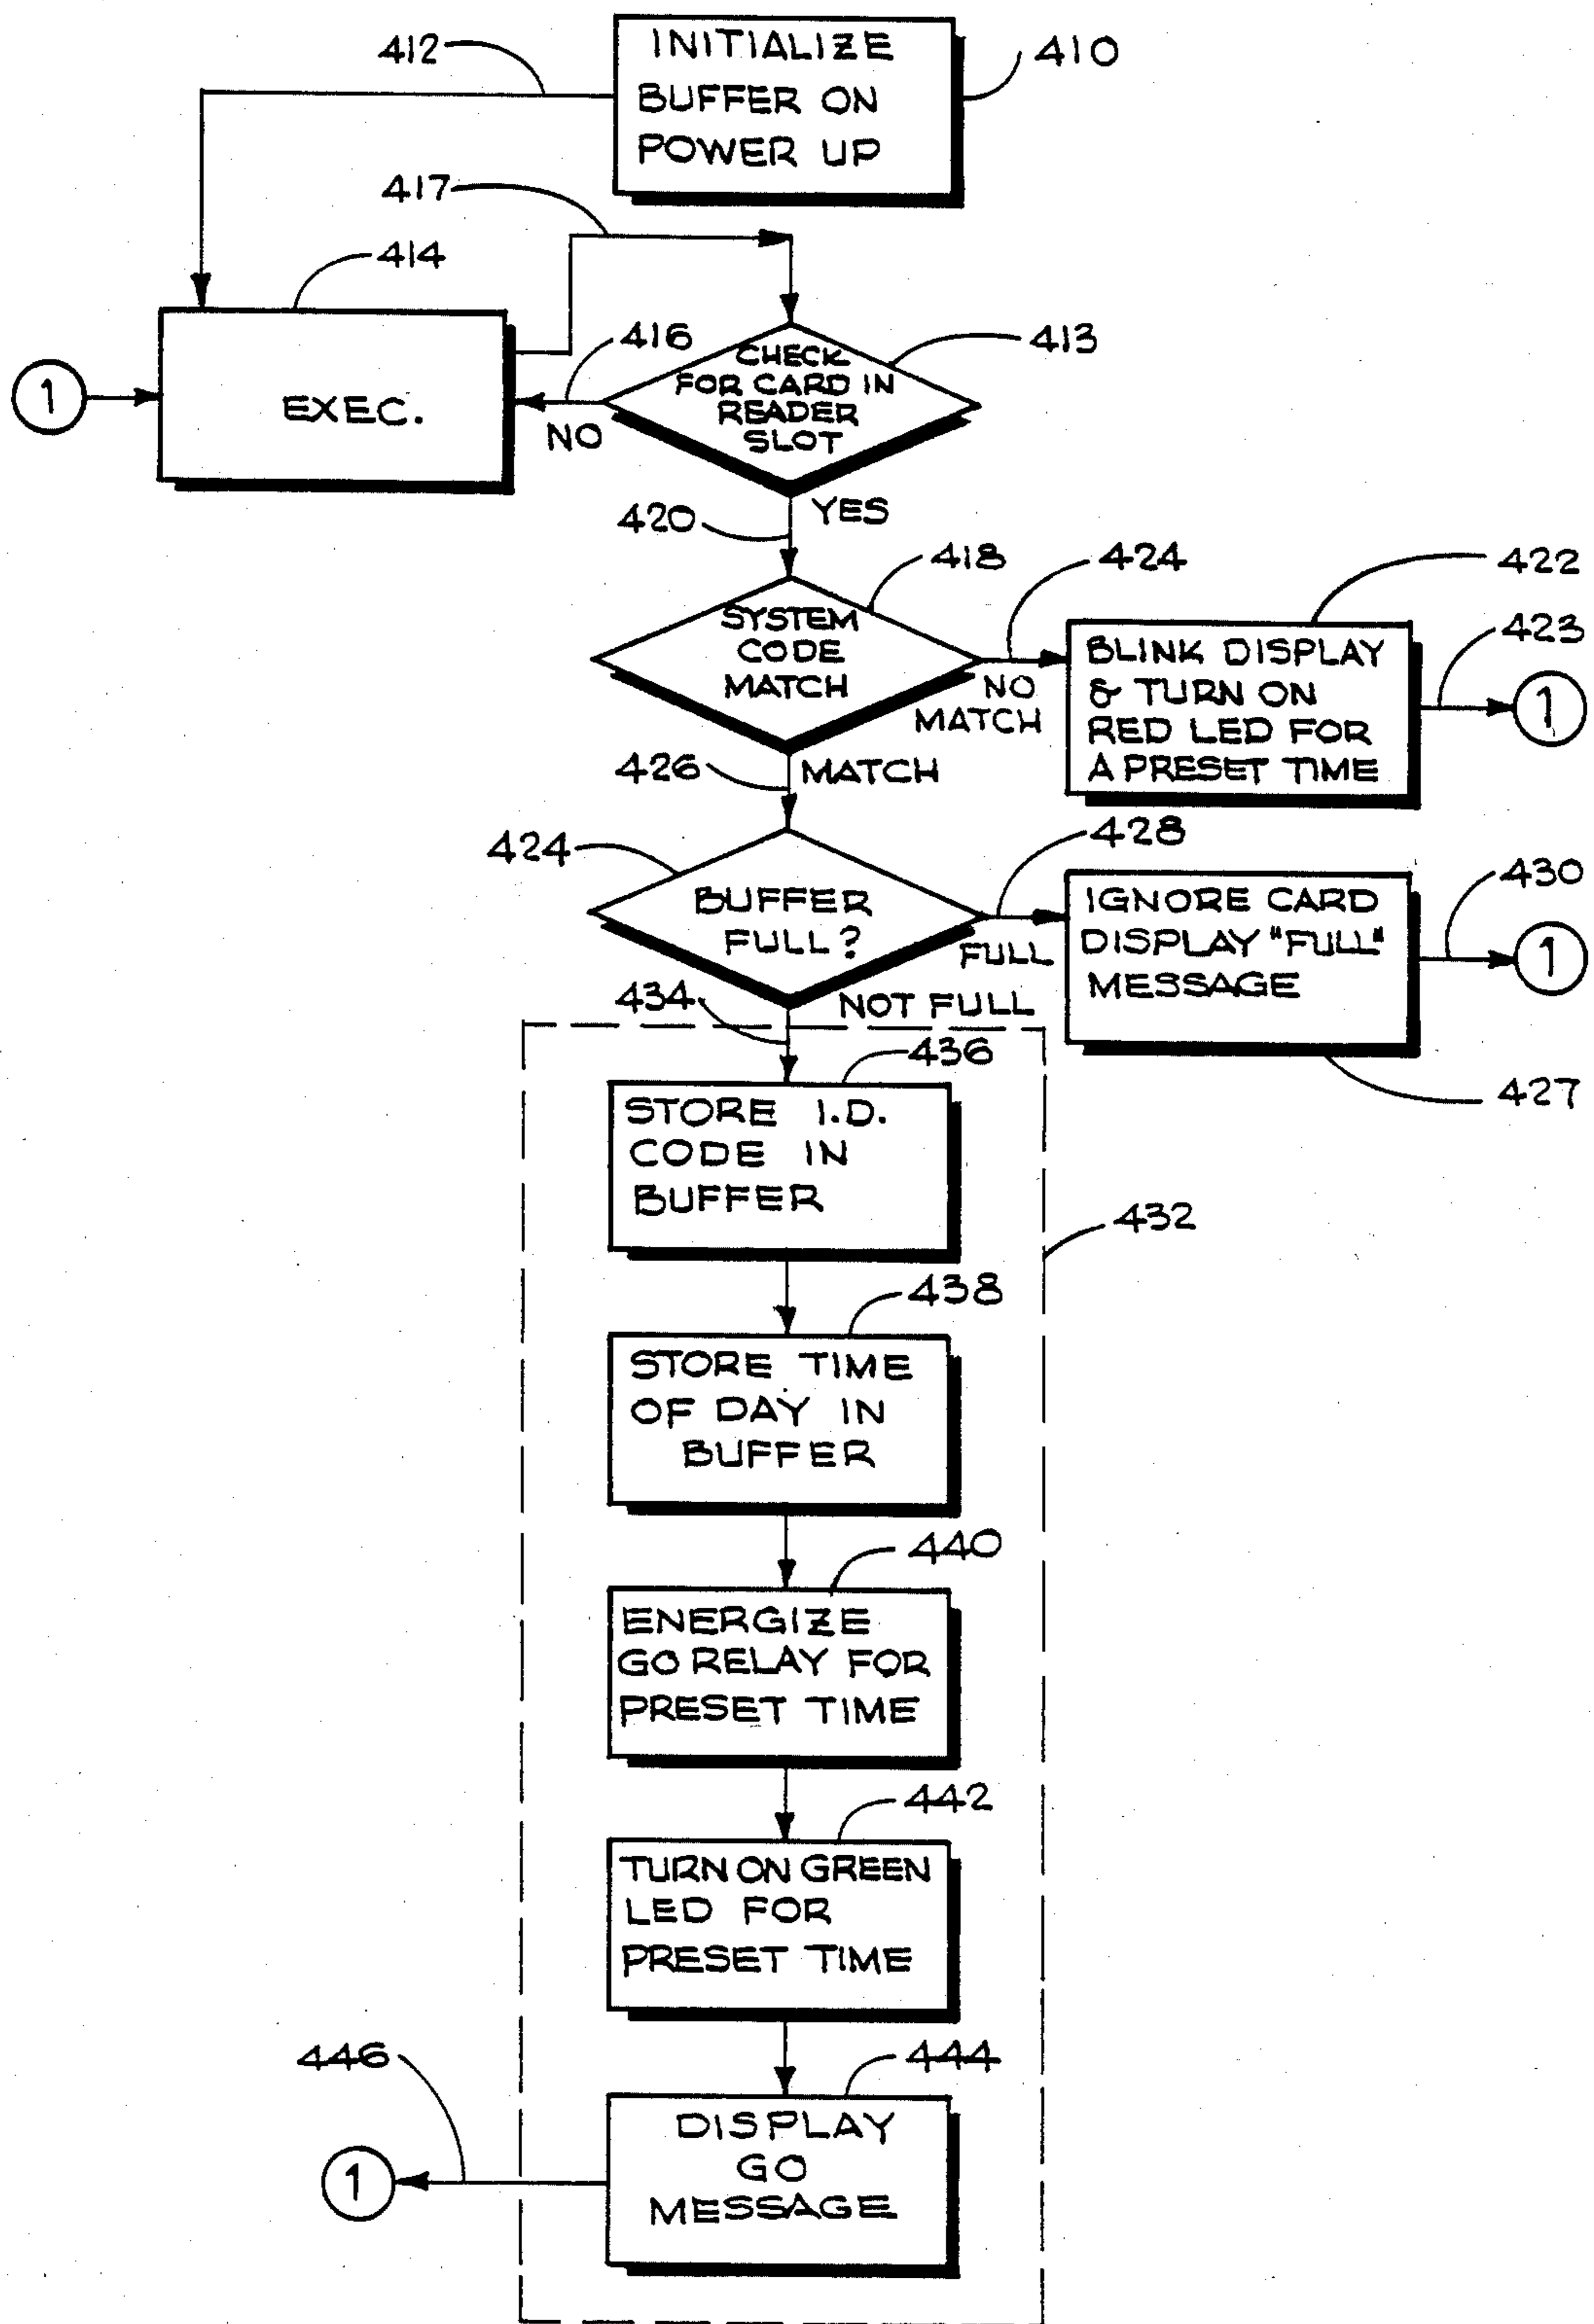 412
INITIALIZE
BUFFER ON
POWER UP
410
417
414
1
EXEC.
416
NO
CHECK
FOR CARD IN
READER
SLOT
413
420
YES
418
424
422
423
SYSTEM
CODE
MATCH
NO
MATCH
BLINK DISPLAY
& TURN ON
RED LED FOR
A PRESET TIME
1
426
MATCH
424
428
430
BUFFER
FULL?
FULL
IGNORE CARD
DISPLAY "FULL"
MESSAGE
1
427
434
NOT FULL
436
STORE I.D.
CODE IN
BUFFER
432
438
STORE TIME
OF DAY IN
BUFFER
440
ENERGIZE
GO RELAY FOR
PRESET TIME
442
TURN ON GREEN
LED FOR
PRESET TIME
446
444
DISPLAY
GO
MESSAGE
1